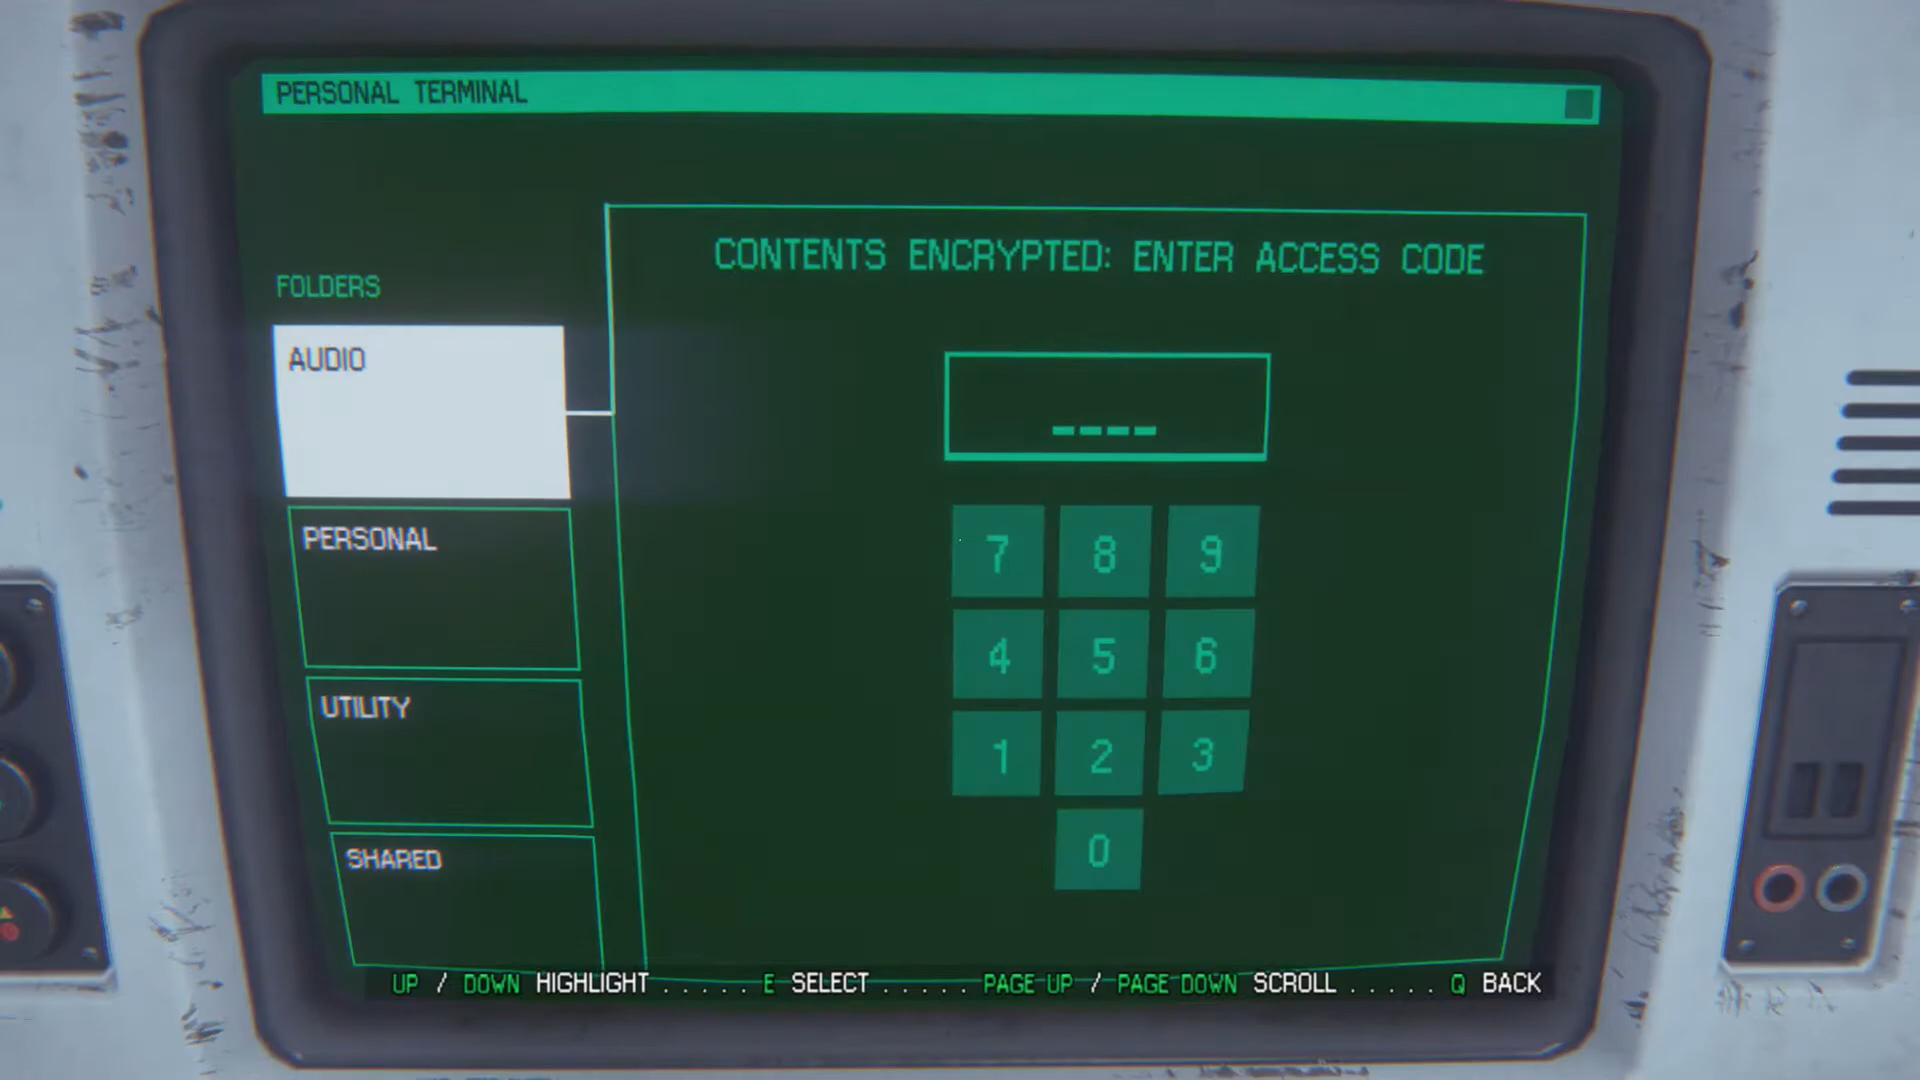 PERSONAL TERMINAL
FOLDERS
AUDIO
PERSONAL
UTILITY
SHARED
CONTENTS ENCRYPTED: ENTER ACCESS CODE
----
7 8 9
4 5 6
1 2 3
0
UP / DOWN HIGHLIGHT ..... E SELECT ..... PAGE UP / PAGE DOWN SCROLL ..... Q BACK